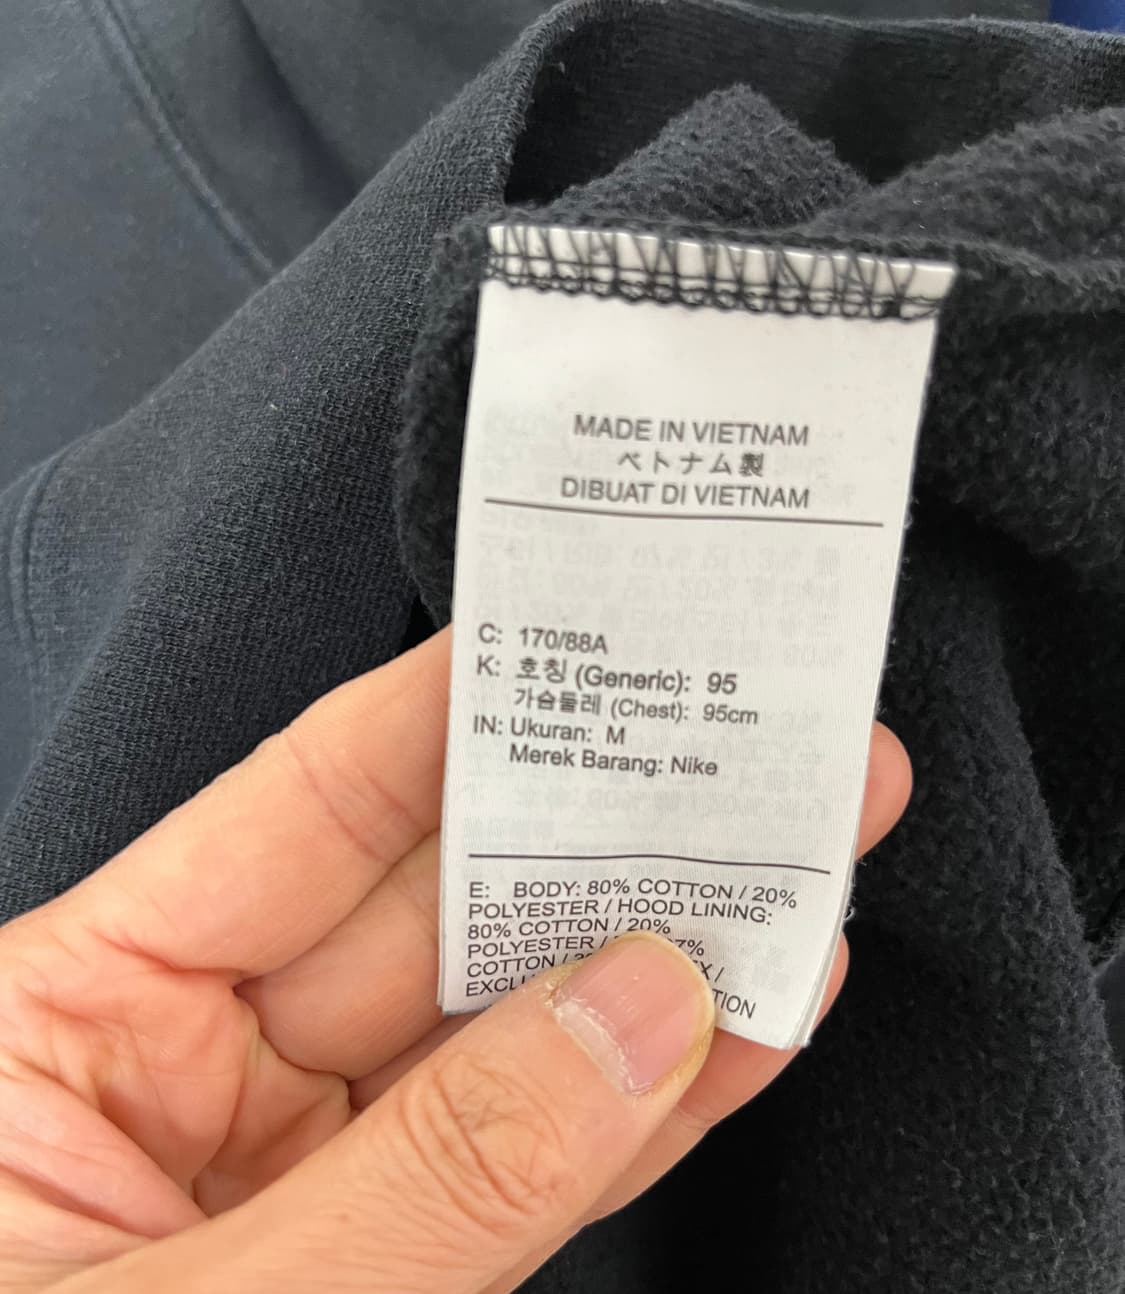 MADE IN VIETNAM
ベトナム製
DIBUAT DI VIETNAM
C: 170/88A
K: 호칭 (Generic): 95
가슴둘레 (Chest): 95cm
IN: Ukuran: M
Merek Barang: Nike
E: BODY: 80% COTTON / 20%
POLYESTER / HOOD LINING:
80% COTTON / 20%
POLYESTER /
COTTON /